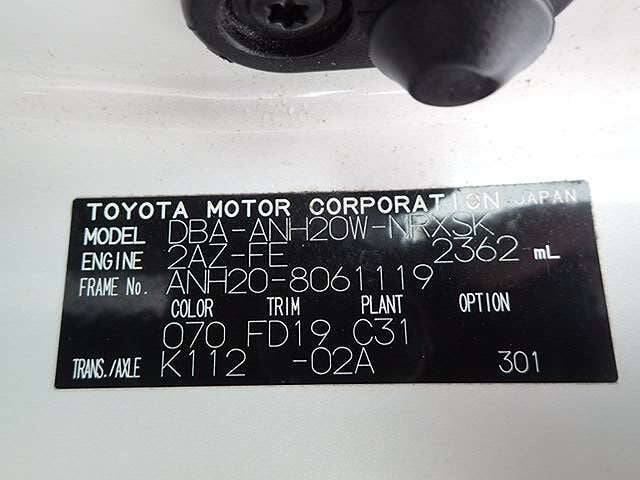 TOYOTA MOTOR CORPORATION JAPAN
MODEL DBA-ANH20W-NRXSK
ENGINE 2AZ-FE 2362 mL
FRAME No. ANH20-8061119
COLOR TRIM PLANT OPTION
070 FD19 C31
TRANS./AXLE K112 -02A 301